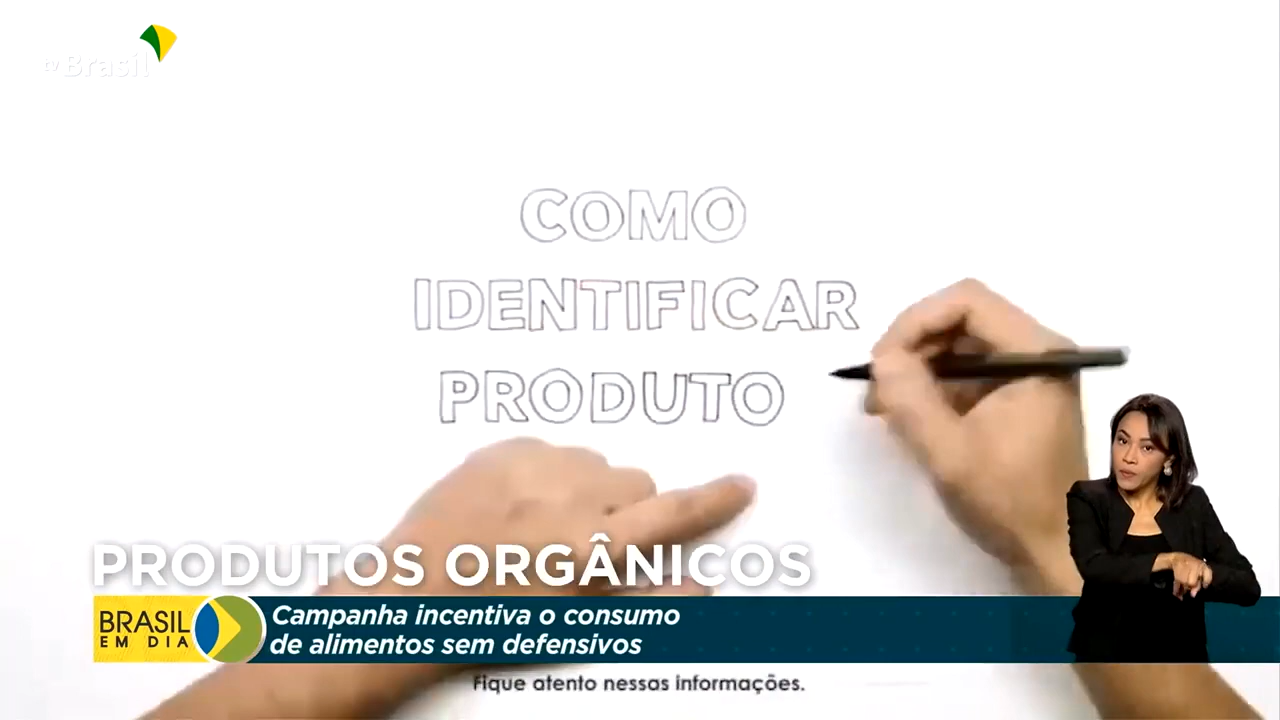 tv Brasil
COMO
IDENTIFICAR
PRODUTO
PRODUTOS ORGÂNICOS
BRASIL
EM DIA
Campanha incentiva o consumo
de alimentos sem defensivos
Fique atento nessas informações.